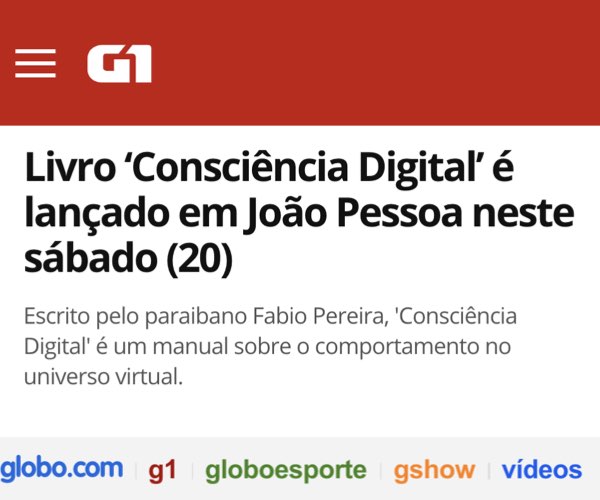 G1
Livro ‘Consciência Digital’ é
lançado em João Pessoa neste
sábado (20)
Escrito pelo paraibano Fabio Pereira, 'Consciência
Digital' é um manual sobre o comportamento no
universo virtual.
globo.com g1 globoesporte gshow vídeos